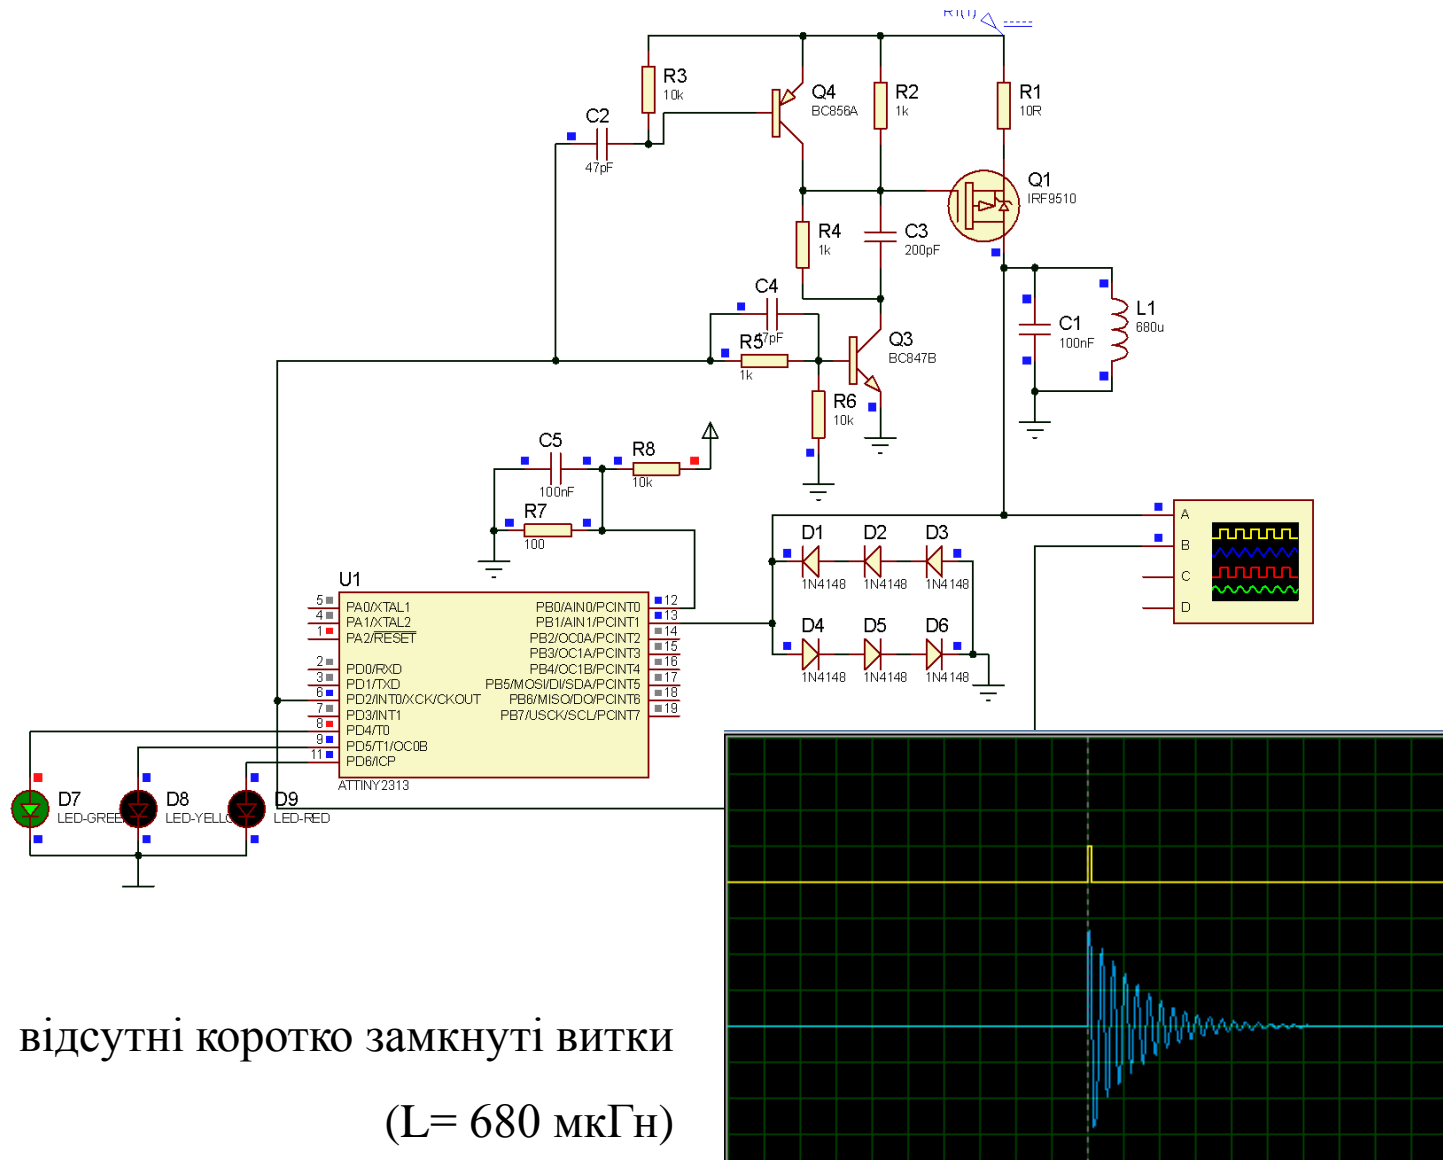 R1(1)
R3
10k
Q4
BC856A
R2
1k
R1
10R
C2
47pF
Q1
IRF9510
R4
1k
C3
200pF
C4
47pF
R5
1k
Q3
BC847B
C1
100nF
L1
680u
R6
10k
C5
100nF
R8
10k
R7
100
A
B
C
D
D1
D2
D3
1N4148
1N4148
1N4148
D4
D5
D6
1N4148
1N4148
1N4148
U1
5 PA0/XTAL1
4 PA1/XTAL2
1 PA2/RESET
2 PD0/RXD
3 PD1/TXD
6 PD2/INT0/XCK/CKOUT
7 PD3/INT1
8 PD4/T0
9 PD5/T1/OC0B
11 PD6/ICP
PB0/AIN0/PCINT0 12
PB1/AIN1/PCINT1 13
PB2/OC0A/PCINT2 14
PB3/OC1A/PCINT3 15
PB4/OC1B/PCINT4 16
PB5/MOSI/DI/SDA/PCINT5 17
PB6/MISO/DO/PCINT6 18
PB7/USCK/SCL/PCINT7 19
ATTINY2313
D7
D8
D9
LED-RED
відсутні коротко замкнуті витки
(L= 680 мкГн)